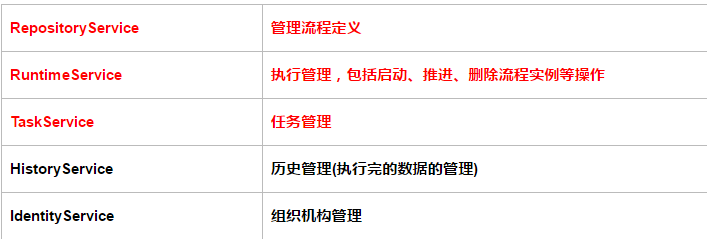 RepositoryService 管理流程定义
RuntimeService 执行管理，包括启动、推进、删除流程实例等操作
TaskService 任务管理
HistoryService 历史管理(执行完的数据的管理)
IdentityService 组织机构管理